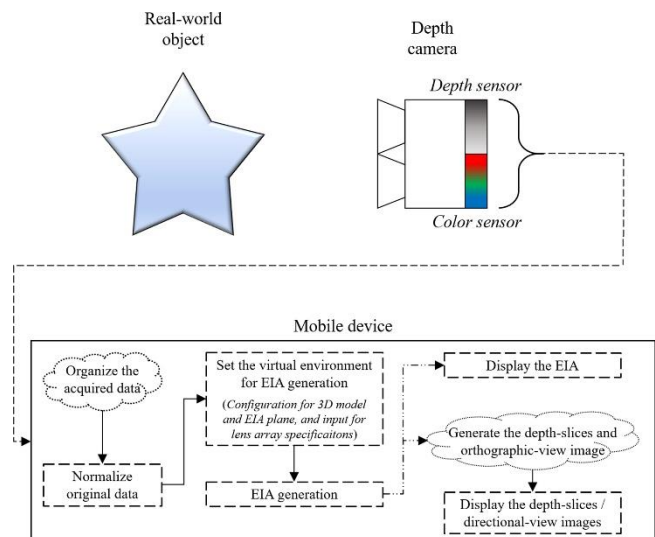 Real-world
object
Depth
camera
Depth sensor
Color sensor
Mobile device
Organize the
acquired data
Normalize
original data
Set the virtual environment
for EIA generation
(Configuration for 3D model
and EIA plane, and input for
lens array specificaitons)
EIA generation
Display the EIA
Generate the depth-slices and
orthographic-view image
Display the depth-slices /
directional-view images